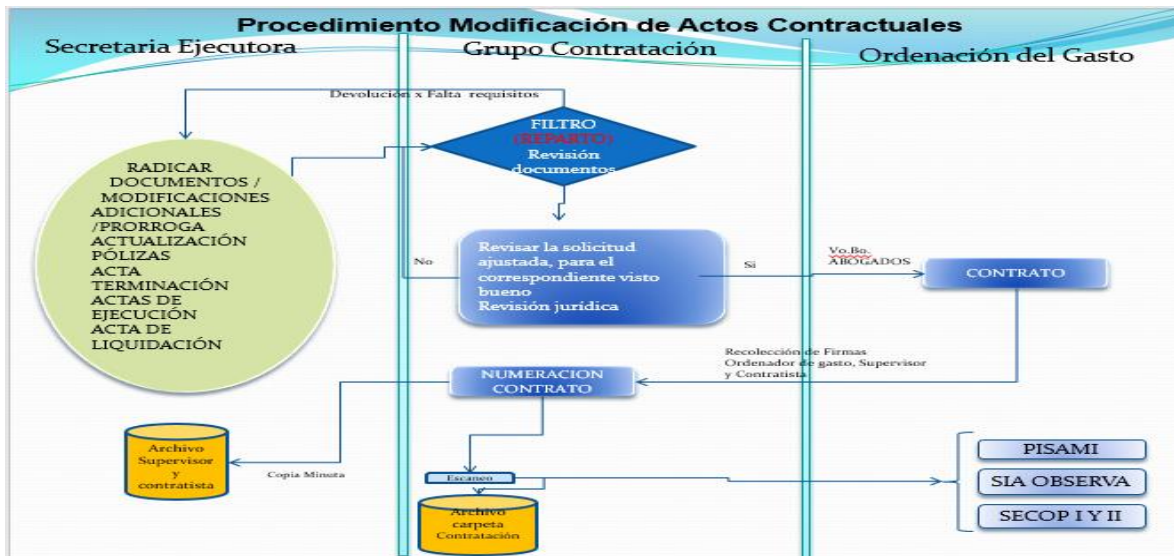 Procedimiento Modificación de Actos Contractuales
Secretaria Ejecutora
Grupo Contratación
Ordenación del Gasto
Devolución x Falta requisitos
FILTRO
(REPARTO)
Revisión
documentos
RADICAR
DOCUMENTOS /
MODIFICACIONES
ADICIONALES
/PRORROGA
ACTUALIZACIÓN
PÓLIZAS
ACTA
TERMINACIÓN
ACTAS DE
EJECUCIÓN
ACTA DE
LIQUIDACIÓN
No
Revisar la solicitud
ajustada, para el
correspondiente visto
bueno
Revisión jurídica
Si
Vo.Bo.
ABOGADOS
CONTRATO
Recolección de Firmas
Ordenador de gasto, Supervisor
y Contratista
NUMERACION
CONTRATO
Archivo
Supervisor
y
contratista
Copia Minuta
Escaneo
Archivo
carpeta
Contratación
PISAMI
SIA OBSERVA
SECOP I Y II